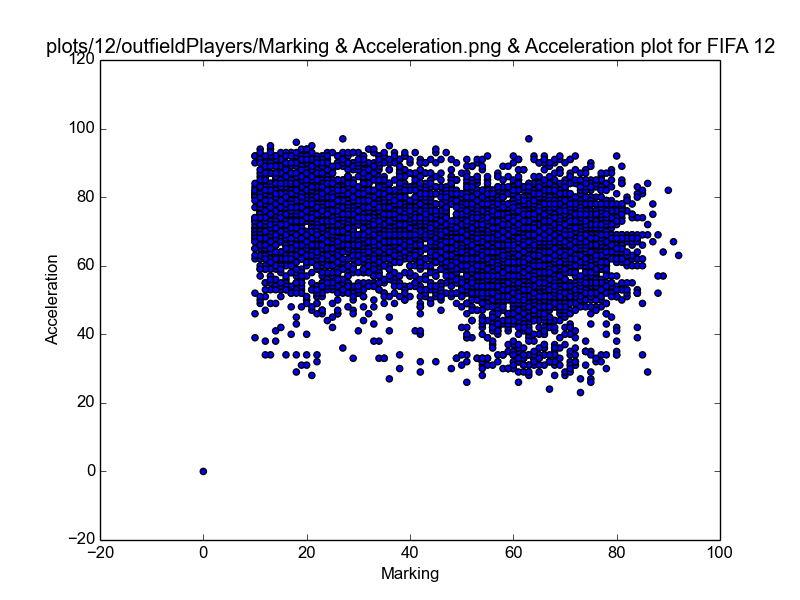 plots/12/outfieldPlayers/Marking & Acceleration.png & Acceleration plot for FIFA 12
120
100
80
60
40
20
0
−20
Acceleration
−20 0 20 40 60 80 100
Marking